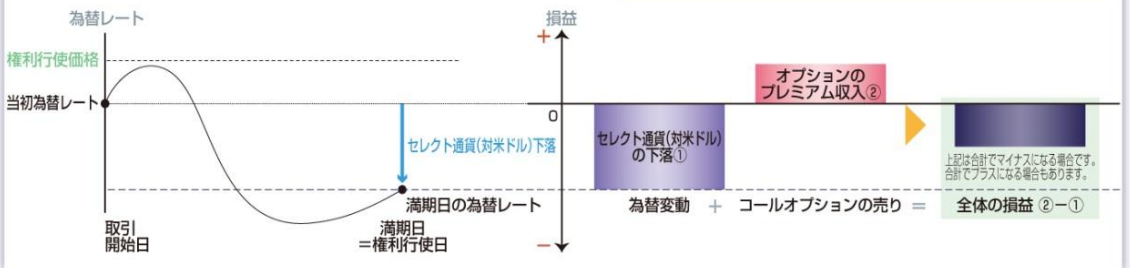 為替レート
権利行使価格
当初為替レート
セレクト通貨(対米ドル)下落
満期日の為替レート
取引
開始日
満期日
=権利行使日
損益
+
0
−
セレクト通貨(対米ドル)
の下落①
オプションの
プレミアム収入②
上記は合計でマイナスになる場合です。
合計でプラスになる場合もあります。
為替変動 + コールオプションの売り = 全体の損益 ②−①